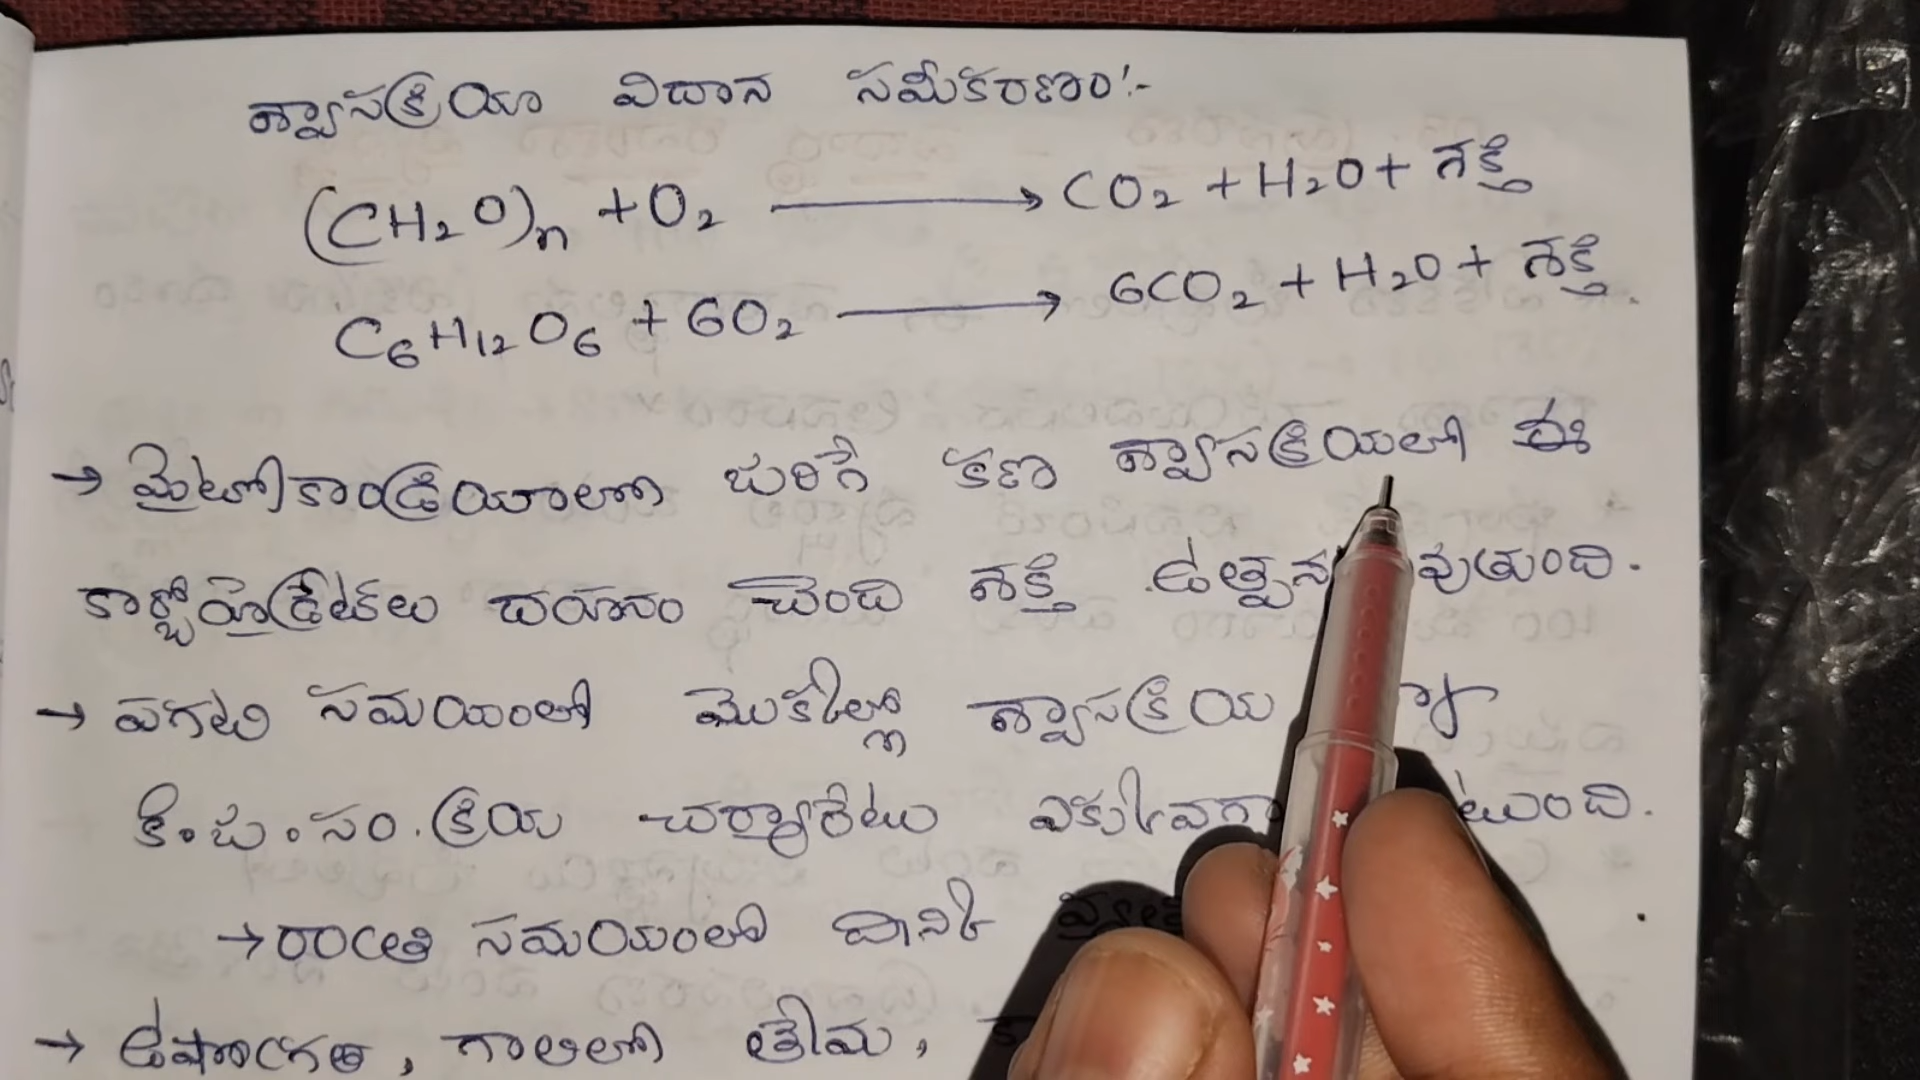 శ్వాసక్రియా విదాన సమీకరణం:-
(CH₂O)n + O₂ ⟶ CO₂ + H₂O + శక్తి
C₆H₁₂O₆ + 6O₂ ⟶ 6CO₂ + H₂O + శక్తి.
→ మైటోకాండ్రియాలో జరిగే కణ శ్వాసక్రియలో ఈ
కార్బోహైడ్రేట్‌లు దహనం చెంది శక్తి ఉత్పన వుతుంది.
→ పగటి సమయంలో మొక్కల్లో శ్వాసక్రియ
కి.జ.సం.క్రియ చర్యారేటు ఎక్కువగా టుంది.
→ రాత్రి సమయంలో దానికి
→ ఉష్ణోగ్రత, గాలిలో తేమ,